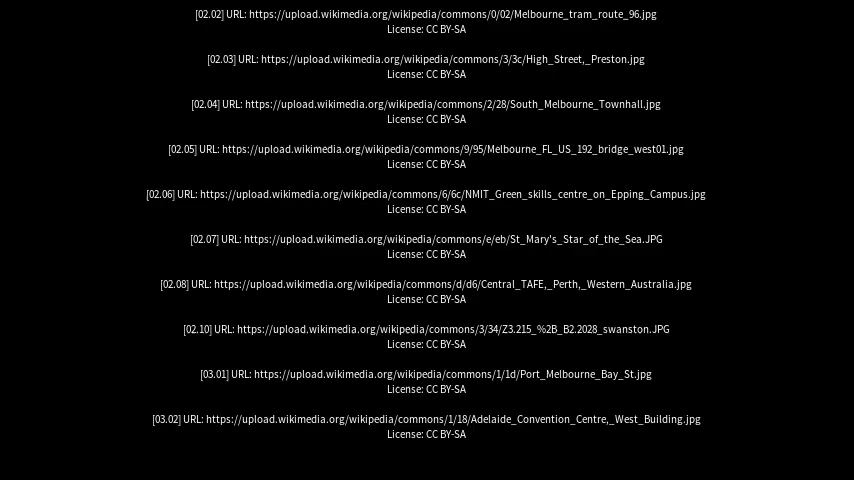 [02.02] URL: https://upload.wikimedia.org/wikipedia/commons/0/02/Melbourne_tram_route_96.jpg
License: CC BY-SA
[02.03] URL: https://upload.wikimedia.org/wikipedia/commons/3/3c/High_Street,_Preston.jpg
License: CC BY-SA
[02.04] URL: https://upload.wikimedia.org/wikipedia/commons/2/28/South_Melbourne_Townhall.jpg
License: CC BY-SA
[02.05] URL: https://upload.wikimedia.org/wikipedia/commons/9/95/Melbourne_FL_US_192_bridge_west01.jpg
License: CC BY-SA
[02.06] URL: https://upload.wikimedia.org/wikipedia/commons/6/6c/NMIT_Green_skills_centre_on_Epping_Campus.jpg
License: CC BY-SA
[02.07] URL: https://upload.wikimedia.org/wikipedia/commons/e/eb/St_Mary's_Star_of_the_Sea.JPG
License: CC BY-SA
[02.08] URL: https://upload.wikimedia.org/wikipedia/commons/d/d6/Central_TAFE,_Perth,_Western_Australia.jpg
License: CC BY-SA
[02.10] URL: https://upload.wikimedia.org/wikipedia/commons/3/34/Z3.215_%2B_B2.2028_swanston.JPG
License: CC BY-SA
[03.01] URL: https://upload.wikimedia.org/wikipedia/commons/1/1d/Port_Melbourne_Bay_St.jpg
License: CC BY-SA
[03.02] URL: https://upload.wikimedia.org/wikipedia/commons/1/18/Adelaide_Convention_Centre,_West_Building.jpg
License: CC BY-SA